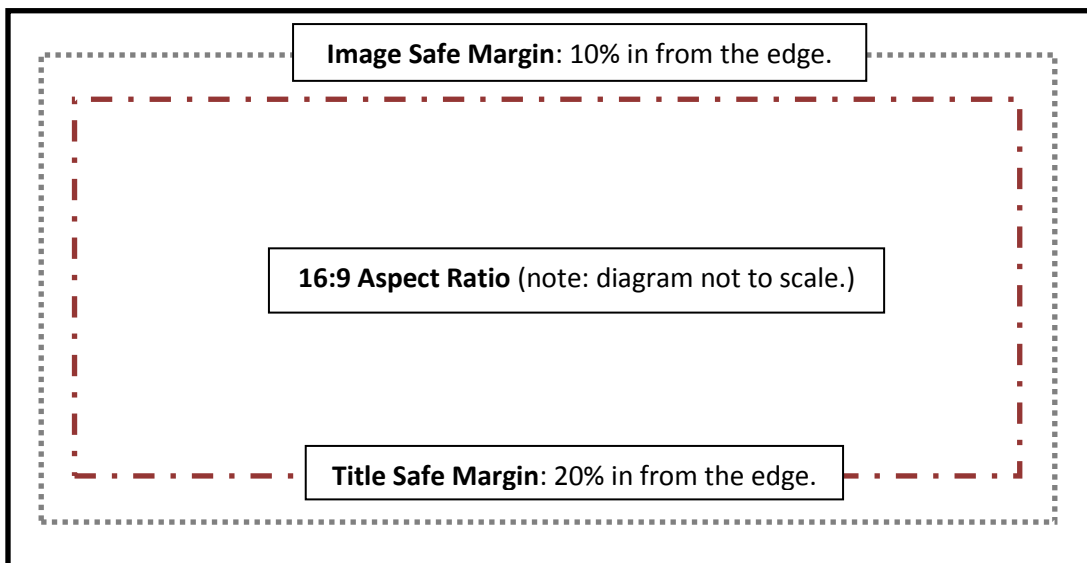 Image Safe Margin: 10% in from the edge.
16:9 Aspect Ratio (note: diagram not to scale.)
Title Safe Margin: 20% in from the edge.